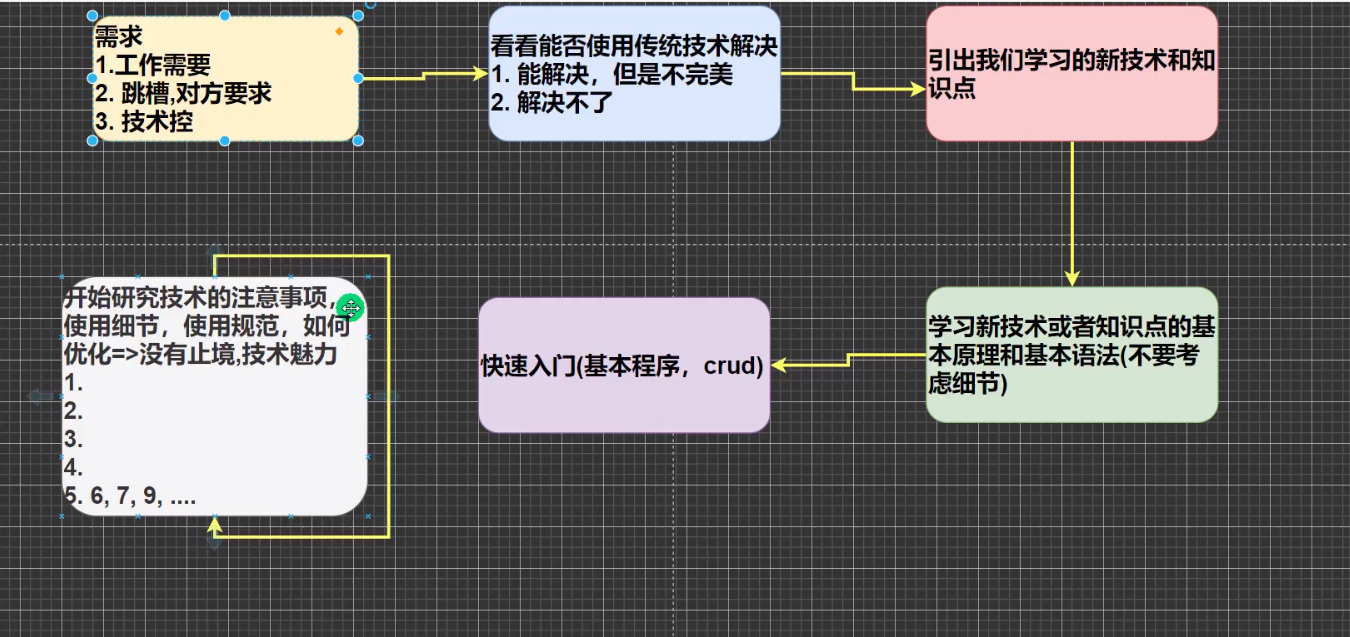 需求
1.工作需要
2. 跳槽,对方要求
3. 技术控
看看能否使用传统技术解决
1. 能解决，但是不完美
2. 解决不了
引出我们学习的新技术和知
识点
学习新技术或者知识点的基
本原理和基本语法(不要考
虑细节)
快速入门(基本程序，crud)
开始研究技术的注意事项，
使用细节，使用规范，如何
优化=>没有止境,技术魅力
1.
2.
3.
4.
5. 6, 7, 9, ....